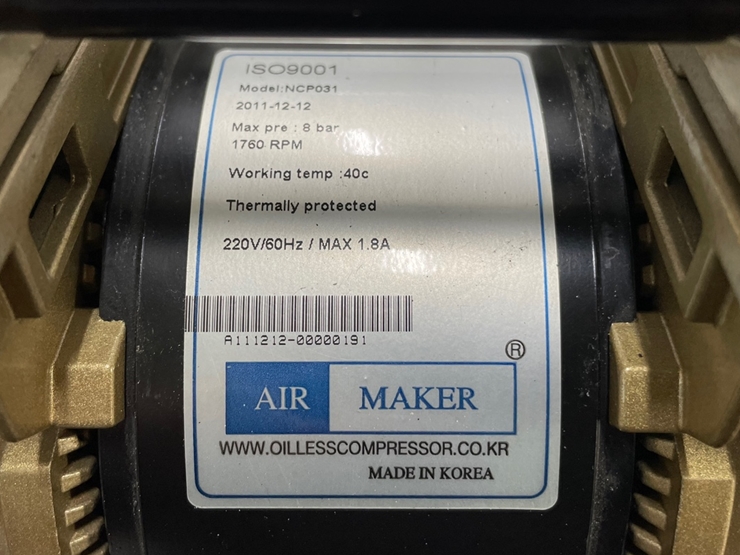 ISO9001
Model:NCP031
2011-12-12
Max pre : 8 bar
1760 RPM
Working temp :40c
Thermally protected
220V/60Hz / MAX 1.8A
A111212-00000191
®
AIR MAKER
WWW.OILLESSCOMPRESSOR.CO.KR
MADE IN KOREA